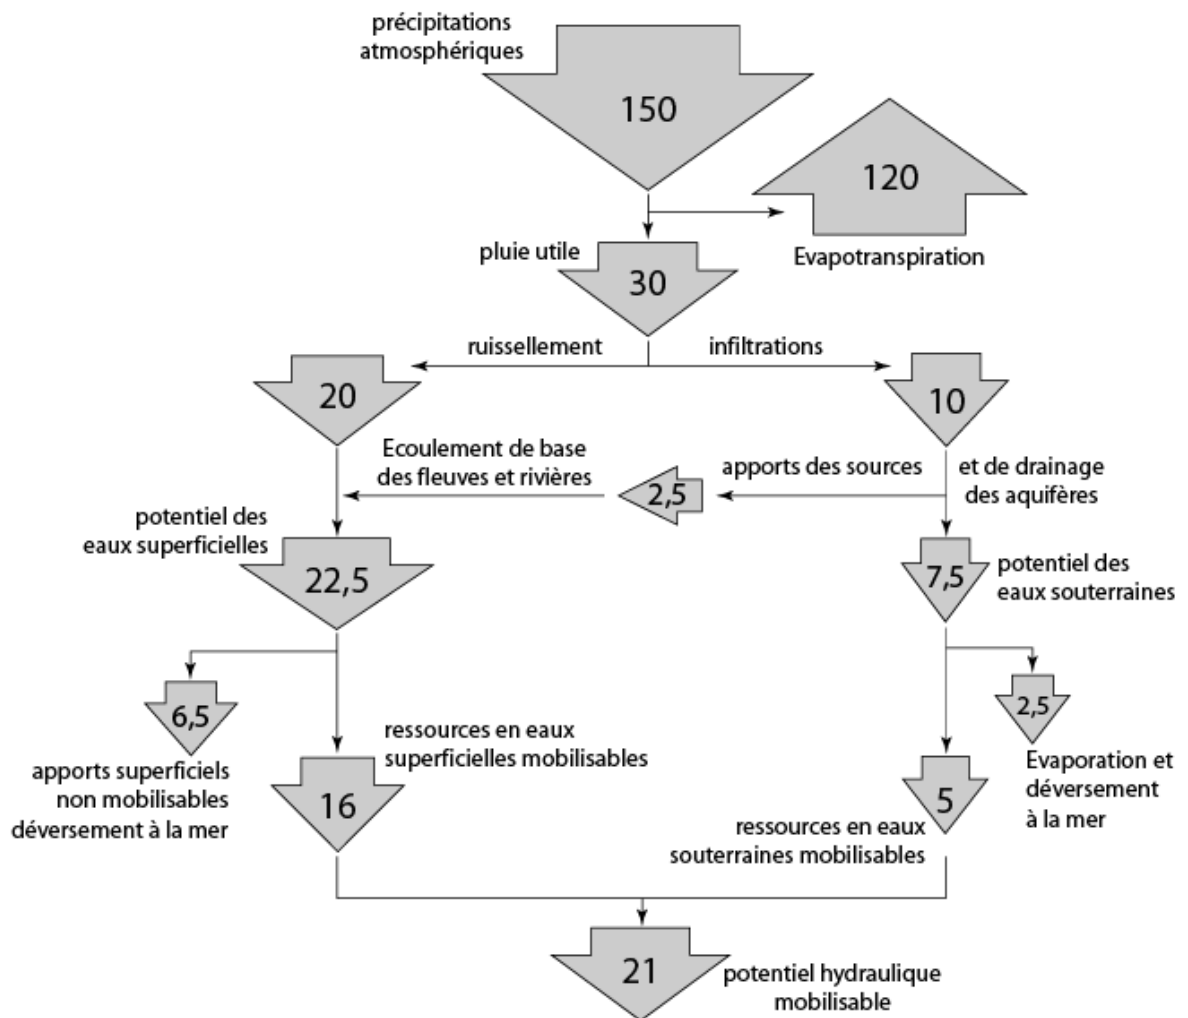 précipitations
atmosphériques
150
120
Evapotranspiration
pluie utile
30
ruissellement
infiltrations
20
10
Ecoulement de base
des fleuves et rivières
2,5
apports des sources
et de drainage
des aquifères
potentiel des
eaux superficielles
22,5
7,5
potentiel des
eaux souterraines
6,5
apports superficiels
non mobilisables
déversement à la mer
ressources en eaux
superficielles mobilisables
16
2,5
Evaporation et
déversement
à la mer
5
ressources en eaux
souterraines mobilisables
21
potentiel hydraulique
mobilisable